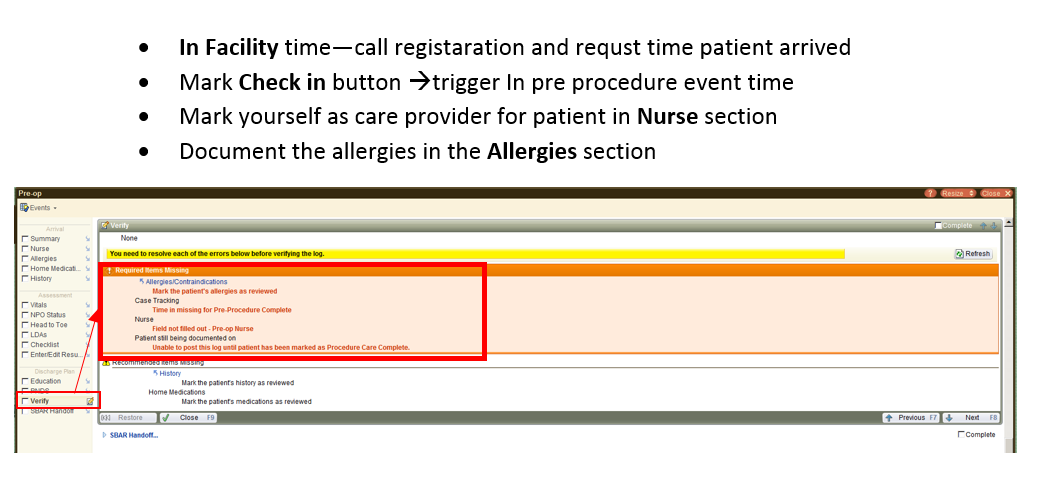 • In Facility time—call registaration and requst time patient arrived
• Mark Check in button →trigger In pre procedure event time
• Mark yourself as care provider for patient in Nurse section
• Document the allergies in the Allergies section
Pre-op
? Resize Close X
Events
Arrival
Summary
Nurse
Allergies
Home Medicati...
History
Assessment
Vitals
NPO Status
Head to Toe
LDAs
Checklist
Enter/Edit Resu...
Discharge Plan
Education
Verify
SBAR Handoff
Verify
Complete
None
You need to resolve each of the errors below before verifying the log.
Refresh
Required Items Missing
Allergies/Contraindications
Mark the patient's allergies as reviewed
Case Tracking
Time in missing for Pre-Procedure Complete
Nurse
Field not filled out - Pre-op Nurse
Patient still being documented on
Unable to post this log until patient has been marked as Procedure Care Complete.
Recommended Items Missing
History
Mark the patient's history as reviewed
Home Medications
Mark the patient's medications as reviewed
Restore
Close F9
Previous F7
Next F8
SBAR Handoff...
Complete